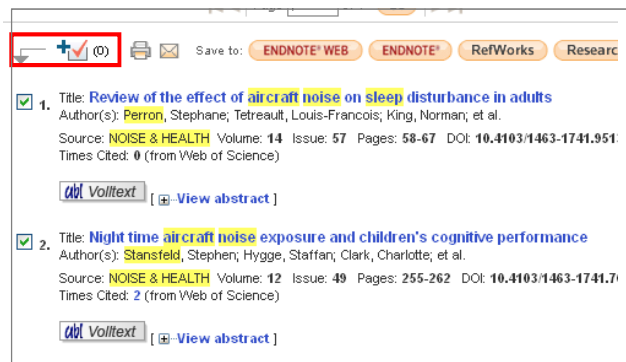 (0) Save to: ENDNOTE® WEB ENDNOTE® RefWorks
1. Title: Review of the effect of aircraft noise on sleep disturbance in adults
Author(s): Perron, Stephane; Tetreault, Louis-Francois; King, Norman; et al.
Source: NOISE & HEALTH Volume: 14 Issue: 57 Pages: 58-67 DOI: 10.4103/1463-1741.9513
Times Cited: 0 (from Web of Science)
ubl Volltext [ View abstract ]
2. Title: Night time aircraft noise exposure and children's cognitive performance
Author(s): Stansfeld, Stephen; Hygge, Staffan; Clark, Charlotte; et al.
Source: NOISE & HEALTH Volume: 12 Issue: 49 Pages: 255-262 DOI: 10.4103/1463-1741.70
Times Cited: 2 (from Web of Science)
ubl Volltext [ View abstract ]